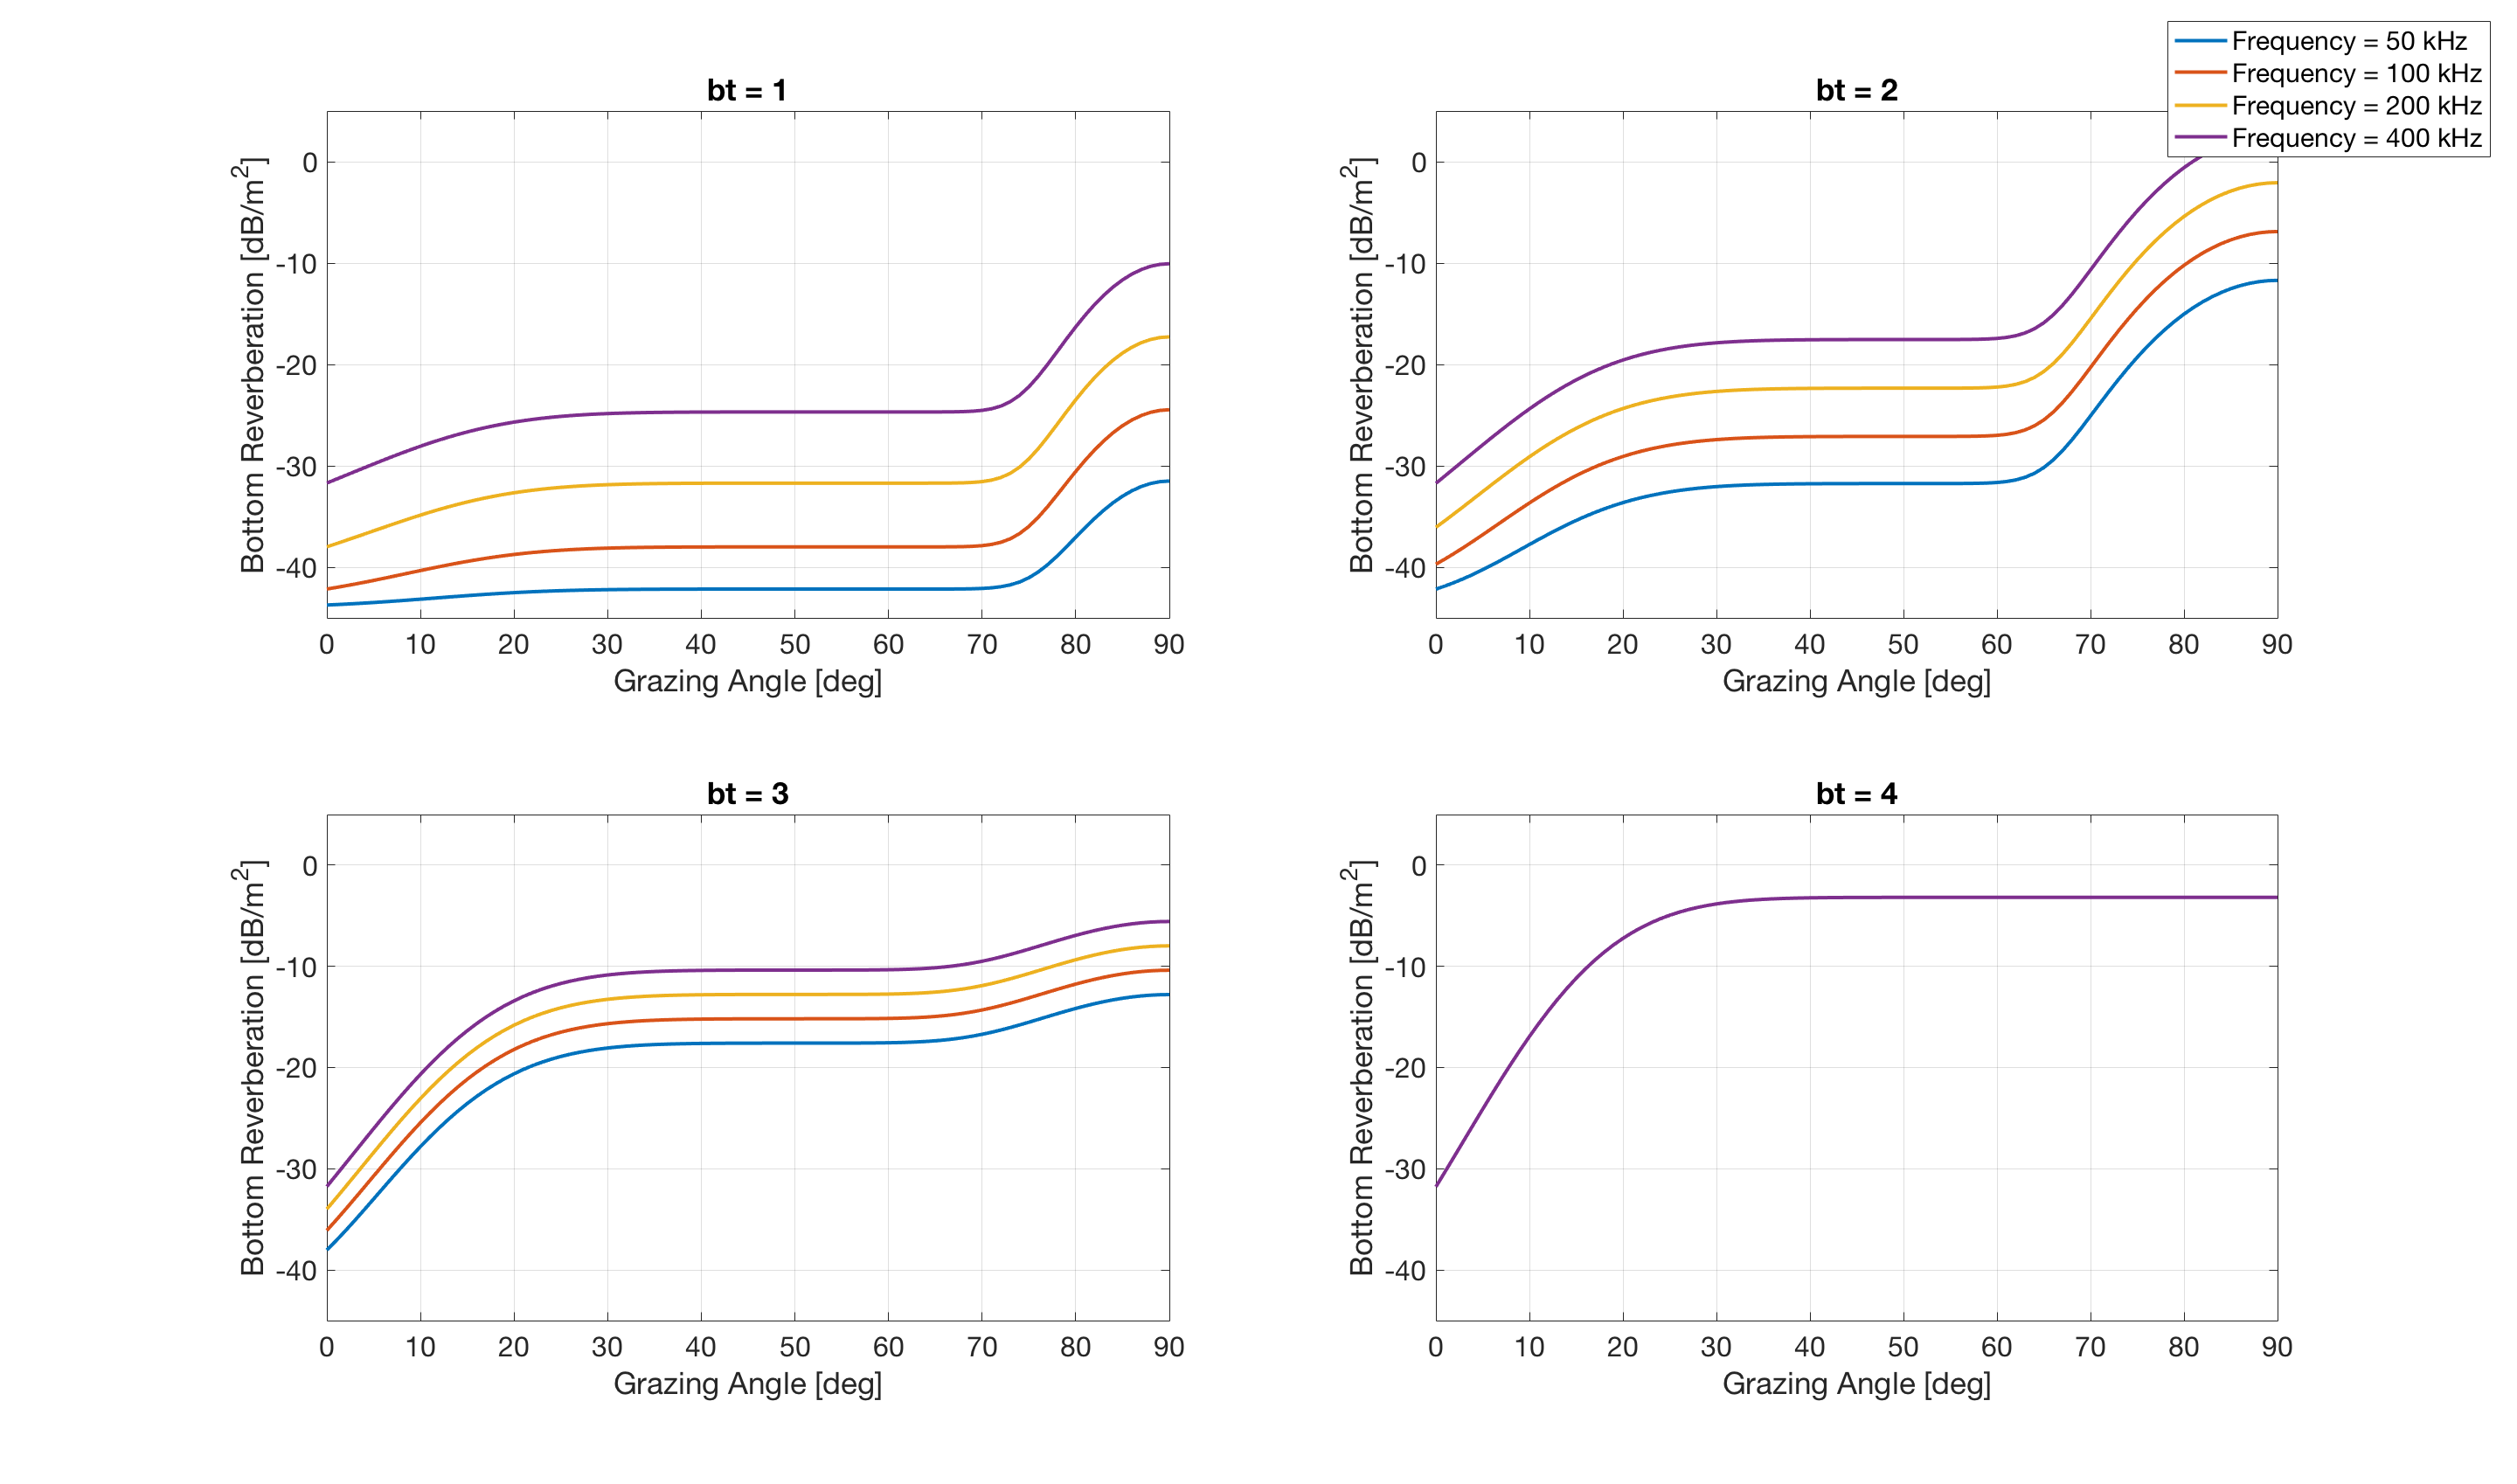 Frequency = 50 kHz
Frequency = 100 kHz
Frequency = 200 kHz
Frequency = 400 kHz
bt = 1
Bottom Reverberation [dB/m²]
0
-10
-20
-30
-40
0 10 20 30 40 50 60 70 80 90
Grazing Angle [deg]
bt = 2
Bottom Reverberation [dB/m²]
0
-10
-20
-30
-40
0 10 20 30 40 50 60 70 80 90
Grazing Angle [deg]
bt = 3
Bottom Reverberation [dB/m²]
0
-10
-20
-30
-40
0 10 20 30 40 50 60 70 80 90
Grazing Angle [deg]
bt = 4
Bottom Reverberation [dB/m²]
0
-10
-20
-30
-40
0 10 20 30 40 50 60 70 80 90
Grazing Angle [deg]